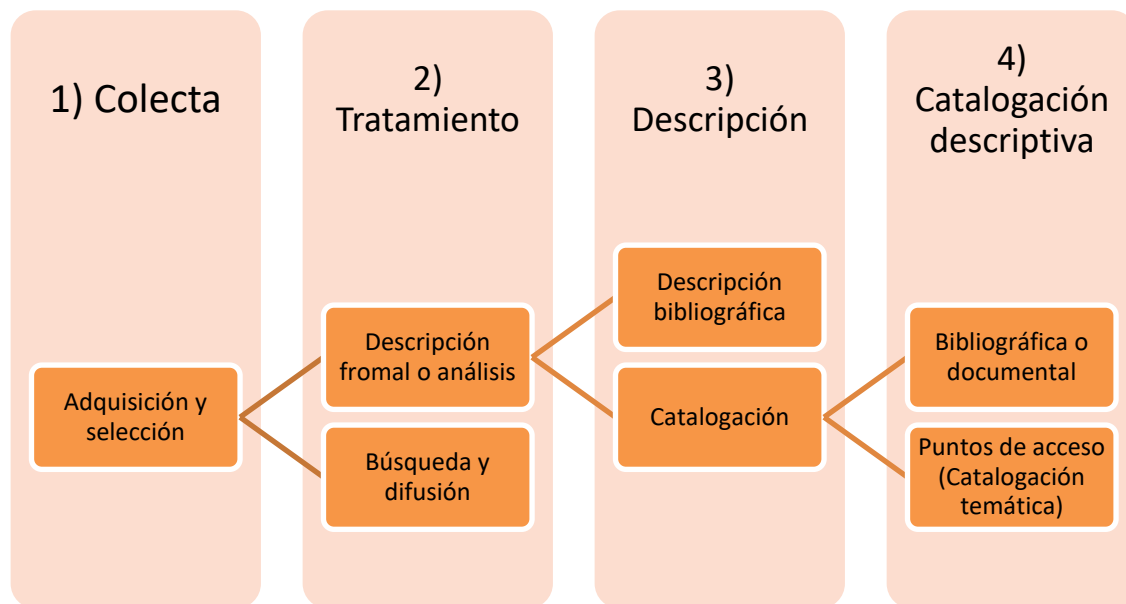 1) Colecta
2)
Tratamiento
3)
Descripción
4)
Catalogación
descriptiva
Adquisición y
selección
Descripción
fromal o análisis
Búsqueda y
difusión
Descripción
bibliográfica
Catalogación
Bibliográfica o
documental
Puntos de acceso
(Catalogación
temática)